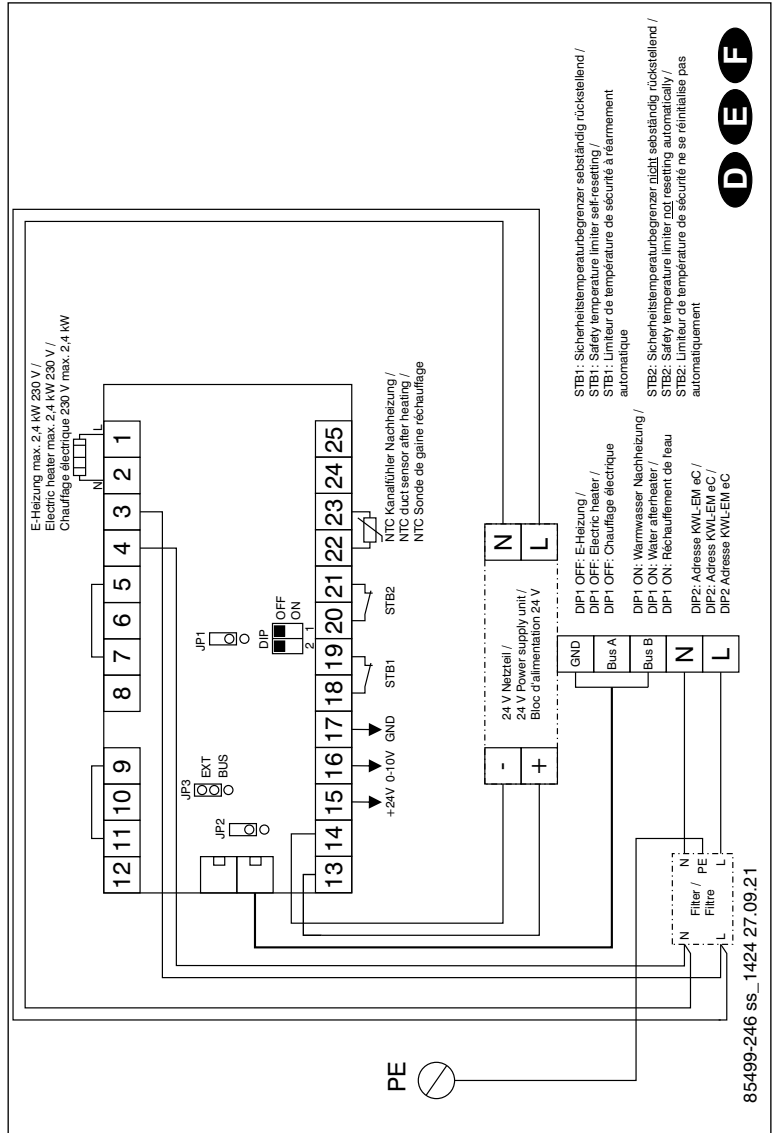 E-Heizung max. 2,4 kW 230 V /
Electric heater max. 2,4 kW 230 V /
Chauffage électrique 230 V max. 2,4 kW
N
L
12
11
10
9
8
7
6
5
4
3
2
1
JP2
JP3
EXT
BUS
JP1
DIP
OFF
ON
2
1
13
14
15
16
17
18
19
20
21
22
23
24
25
+24V
0-10V
GND
STB1
STB2
NTC Kanalfühler Nachheizung /
NTC duct sensor after heating /
NTC Sonde de gaine réchauffage
-
+
24 V Netzteil /
24 V Power supply unit /
Bloc d'alimentation 24 V
N
L
PE
N
L
Filter /
Filtre
N
PE
L
GND
Bus A
Bus B
N
L
DIP1 OFF: E-Heizung /
DIP1 OFF: Electric heater /
DIP1 OFF: Chauffage électrique
DIP1 ON: Warmwasser Nachheizung /
DIP1 ON: Water afterheater /
DIP1 ON: Réchauffement de l'eau
DIP2: Adresse KWL-EM eC /
DIP2: Adress KWL-EM eC /
DIP2 Adresse KWL-EM eC
STB1: Sicherheitstemperaturbegrenzer sebständig rückstellend /
STB1: Safety temperature limiter self-resetting /
STB1: Limiteur de température de sécurité à réarmement
automatique
STB2: Sicherheitstemperaturbegrenzer nicht sebständig rückstellend /
STB2: Safety temperature limiter not resetting automatically /
STB2: Limiteur de température de sécurité ne se réinitialise pas
automatiquement
85499-246 ss_1424 27.09.21
D E F